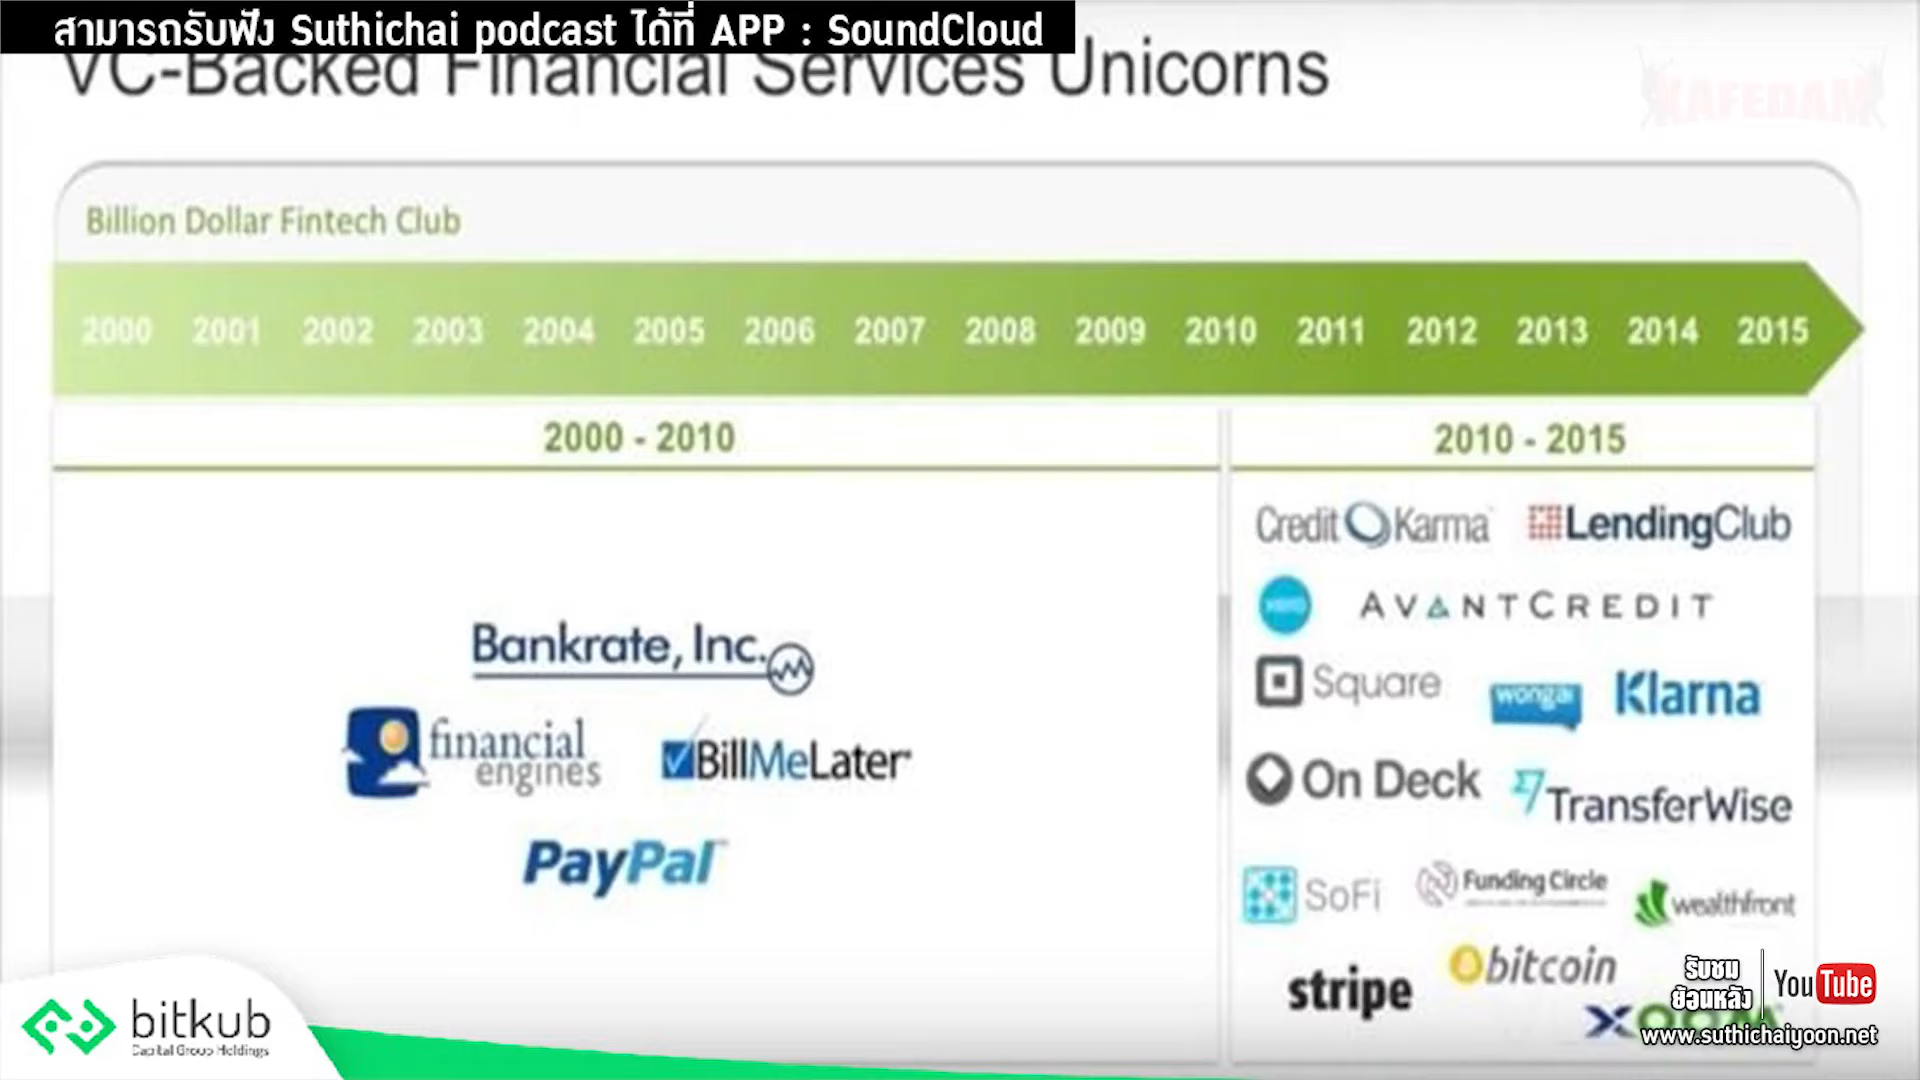 สามารถรับฟัง Suthichai podcast ได้ที่ APP : SoundCloud
VC-Backed Financial Services Unicorns
KAFEDAM
Billion Dollar Fintech Club
2000 2001 2002 2003 2004 2005 2006 2007 2008 2009 2010 2011 2012 2013 2014 2015
2000 - 2010
2010 - 2015
Bankrate, Inc.
financial engines
BillMeLater
PayPal
Credit Karma LendingClub
xero AVANTCREDIT
Square wonga Klarna
On Deck TransferWise
SoFi Funding Circle wealthfront
stripe bitcoin
XOOM
bitkub
Capital Group Holdings
รับชม
ย้อนหลัง
YouTube
www.suthichaiyoon.net